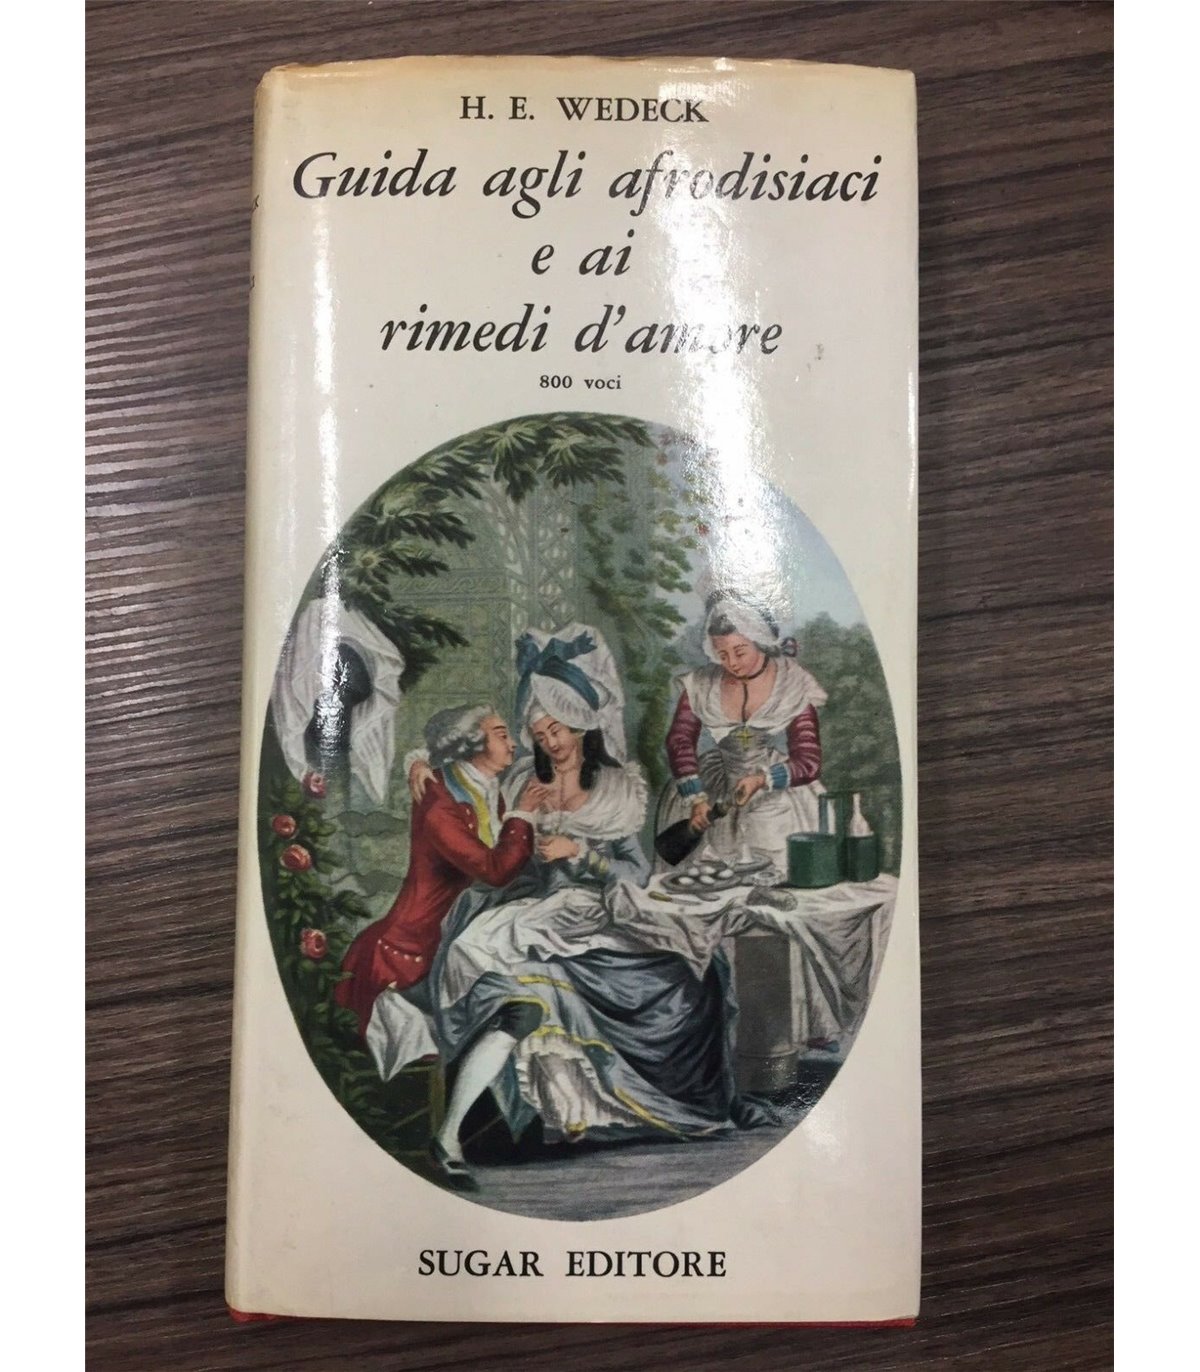 H. E. WEDECK
Guida agli afrodisiaci
e ai
rimedi d'amore
800 voci
SUGAR EDITORE